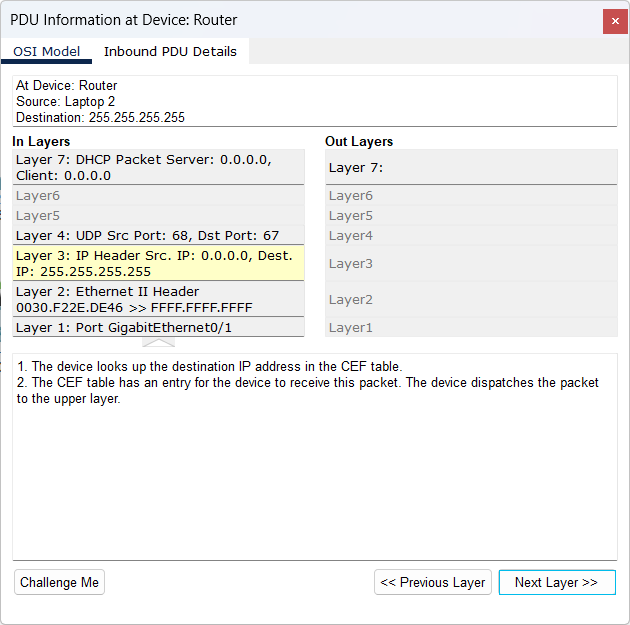 PDU Information at Device: Router
OSI Model
Inbound PDU Details
At Device: Router
Source: Laptop 2
Destination: 255.255.255.255
In Layers
Layer 7: DHCP Packet Server: 0.0.0.0,
Client: 0.0.0.0
Layer6
Layer5
Layer 4: UDP Src Port: 68, Dst Port: 67
Layer 3: IP Header Src. IP: 0.0.0.0, Dest.
IP: 255.255.255.255
Layer 2: Ethernet II Header
0030.F22E.DE46 >> FFFF.FFFF.FFFF
Layer 1: Port GigabitEthernet0/1
Out Layers
Layer 7:
Layer6
Layer5
Layer4
Layer3
Layer2
Layer1
1. The device looks up the destination IP address in the CEF table.
2. The CEF table has an entry for the device to receive this packet. The device dispatches the packet
to the upper layer.
Challenge Me
<< Previous Layer
Next Layer >>